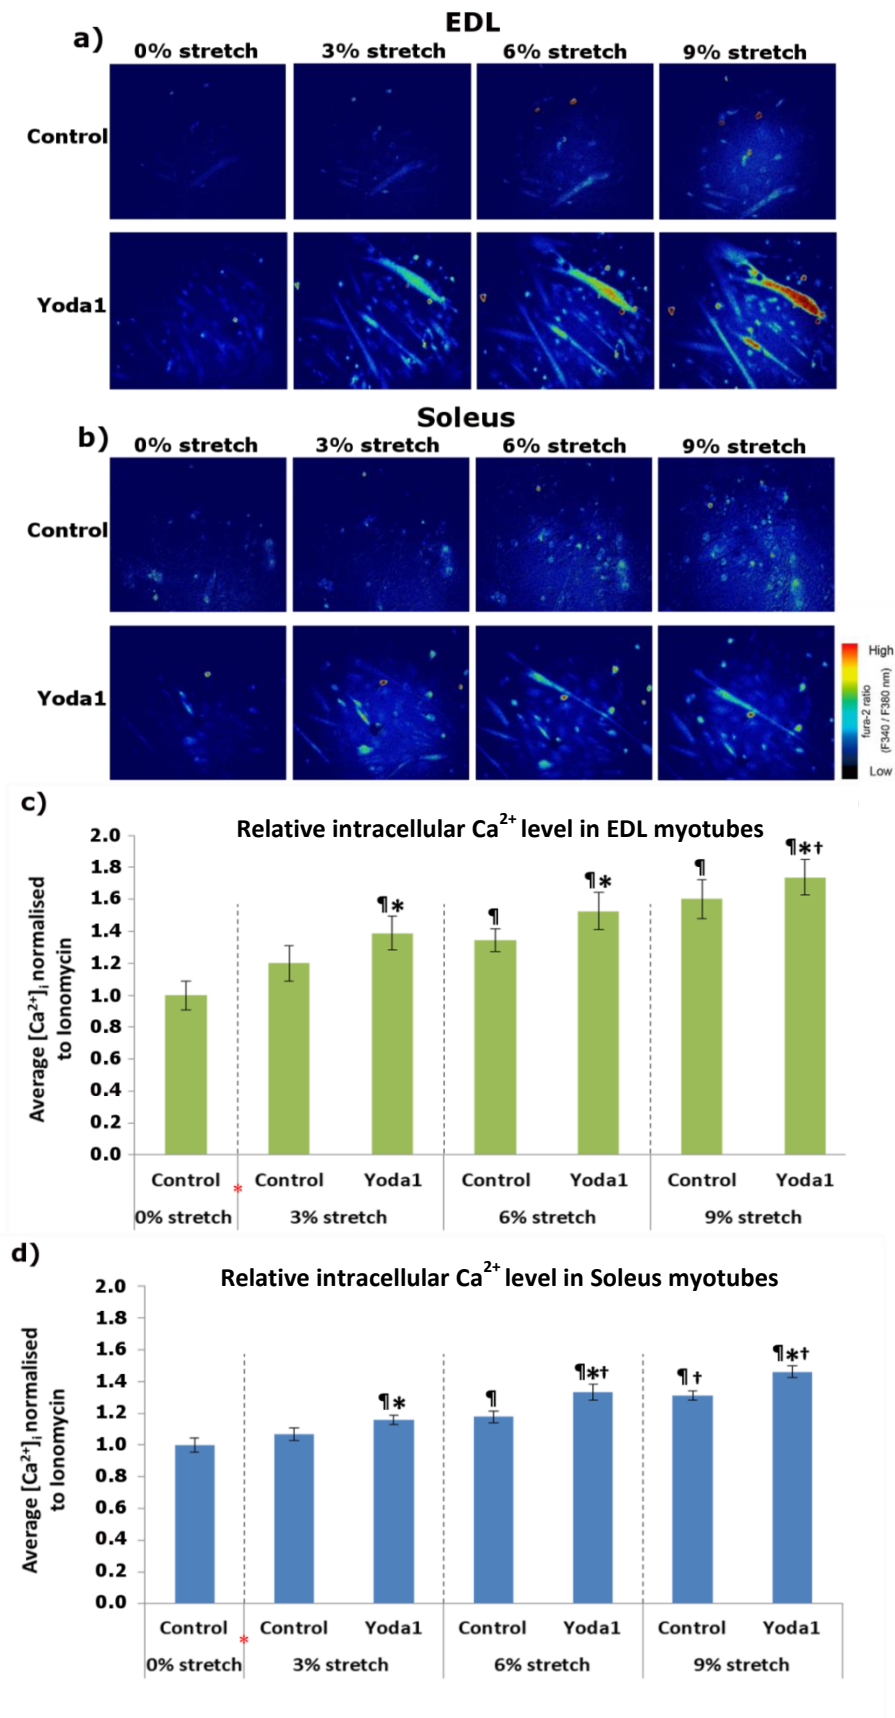 EDL
a)
0% stretch 3% stretch 6% stretch 9% stretch
Control
Yoda1
Soleus
b)
0% stretch 3% stretch 6% stretch 9% stretch
Control
Yoda1
High
fura-2 ratio
(F340 / F380 nm)
Low
c)
Relative intracellular Ca²⁺ level in EDL myotubes
Average [Ca²⁺]ᵢ normalised
to Ionomycin
2.0
1.8
1.6
1.4
1.2
1.0
0.8
0.6
0.4
0.2
0.0
¶*
¶
¶*
¶
¶*†
Control * Control Yoda1 Control Yoda1 Control Yoda1
0% stretch 3% stretch 6% stretch 9% stretch
d)
Relative intracellular Ca²⁺ level in Soleus myotubes
Average [Ca²⁺]ᵢ normalised
to Ionomycin
2.0
1.8
1.6
1.4
1.2
1.0
0.8
0.6
0.4
0.2
0.0
¶*
¶
¶*†
¶†
¶*†
Control * Control Yoda1 Control Yoda1 Control Yoda1
0% stretch 3% stretch 6% stretch 9% stretch